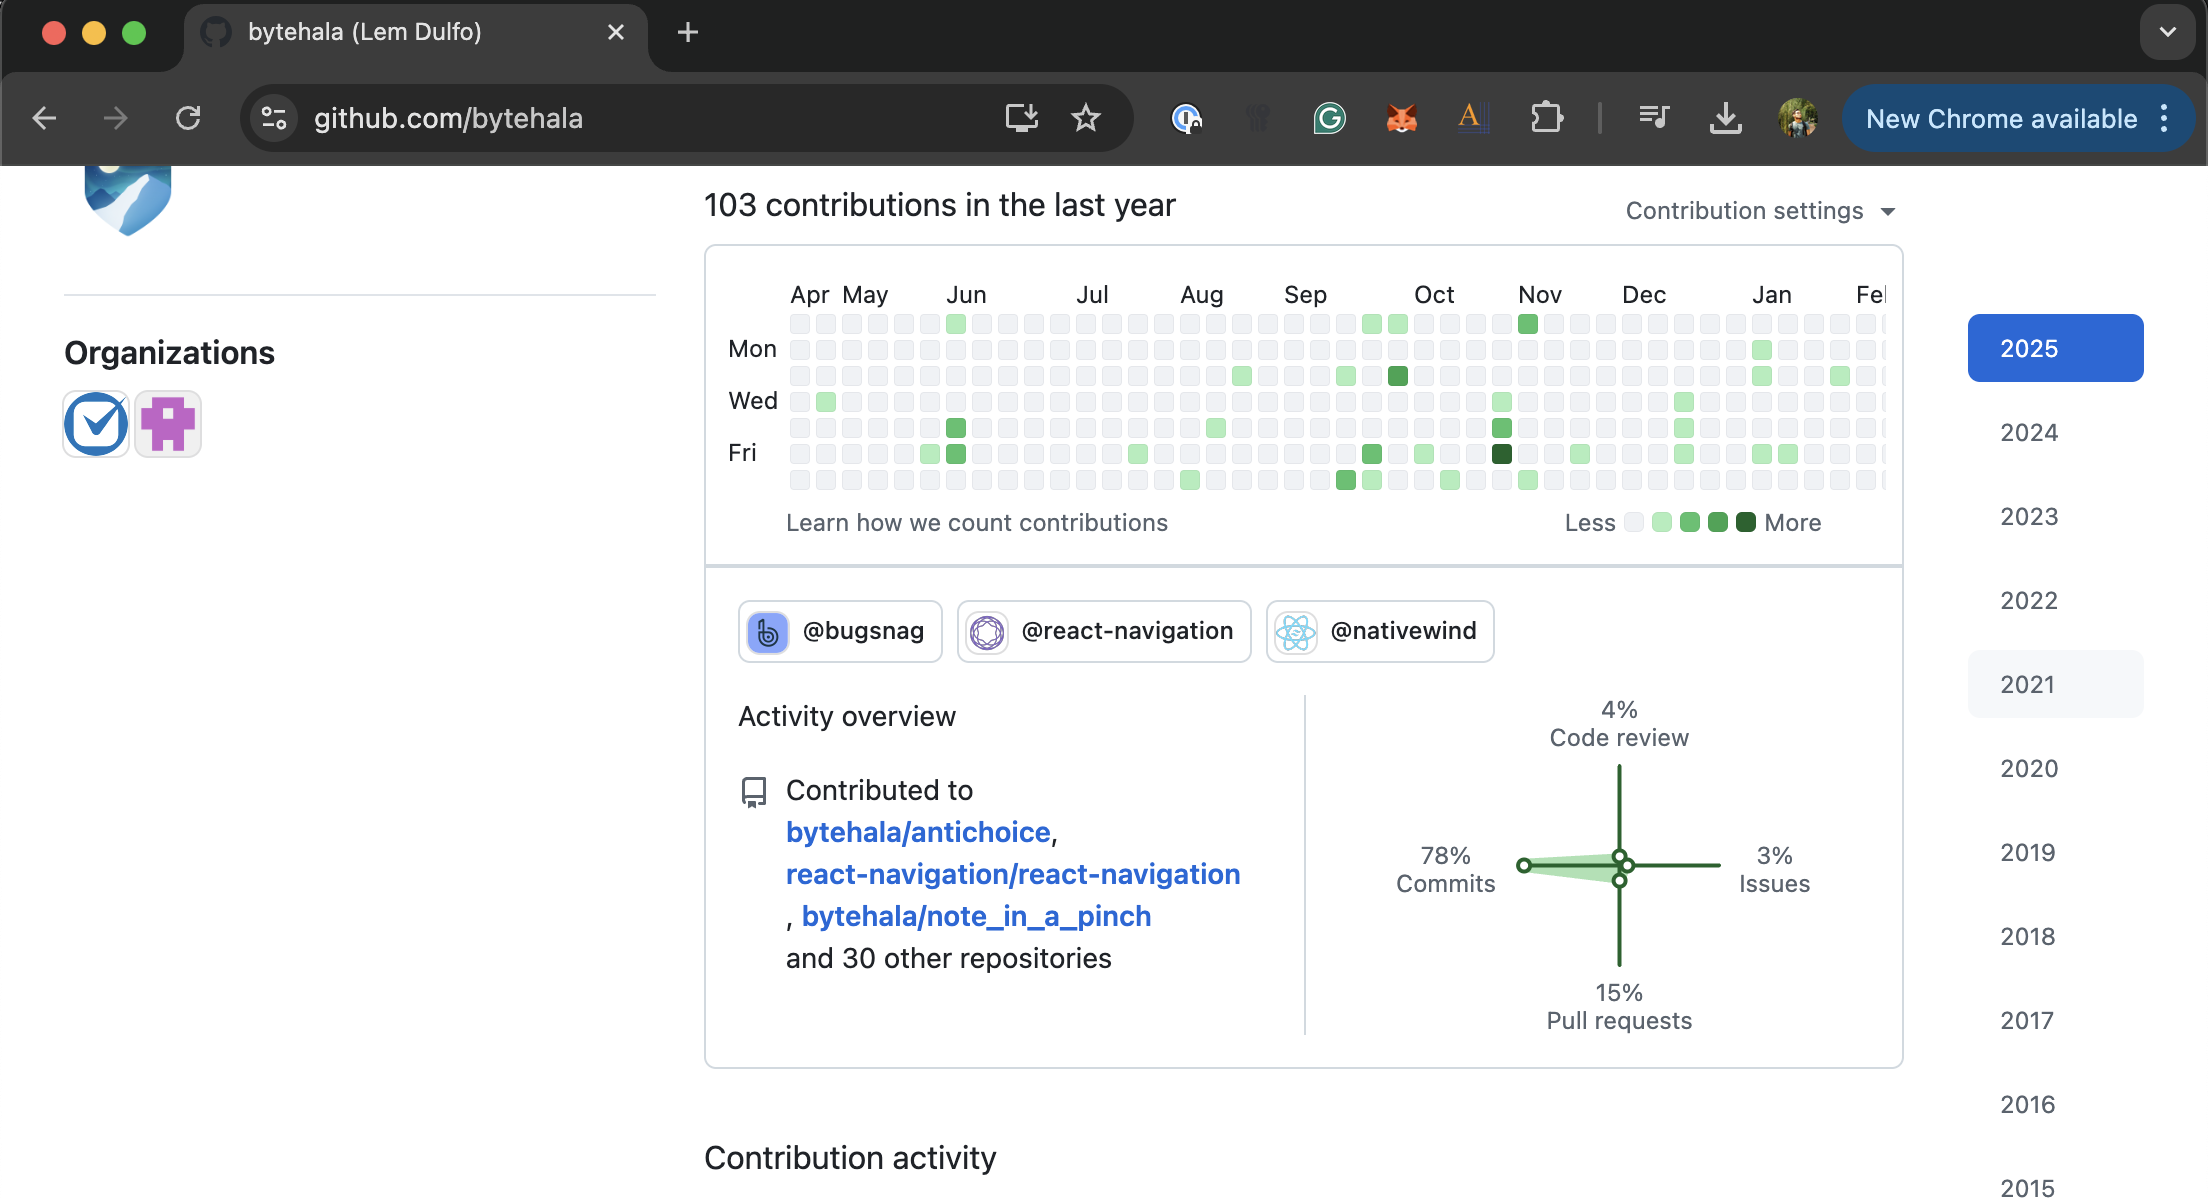 bytehala (Lem Dulfo)
github.com/bytehala
New Chrome available
103 contributions in the last year
Contribution settings
Apr May Jun Jul Aug Sep Oct Nov Dec Jan Fe
Mon
Wed
Fri
Learn how we count contributions
Less More
Organizations
@bugsnag @react-navigation @nativewind
Activity overview
Contributed to
bytehala/antichoice,
react-navigation/react-navigation
, bytehala/note_in_a_pinch
and 30 other repositories
4%
Code review
78%
Commits
3%
Issues
15%
Pull requests
Contribution activity
2025
2024
2023
2022
2021
2020
2019
2018
2017
2016
2015